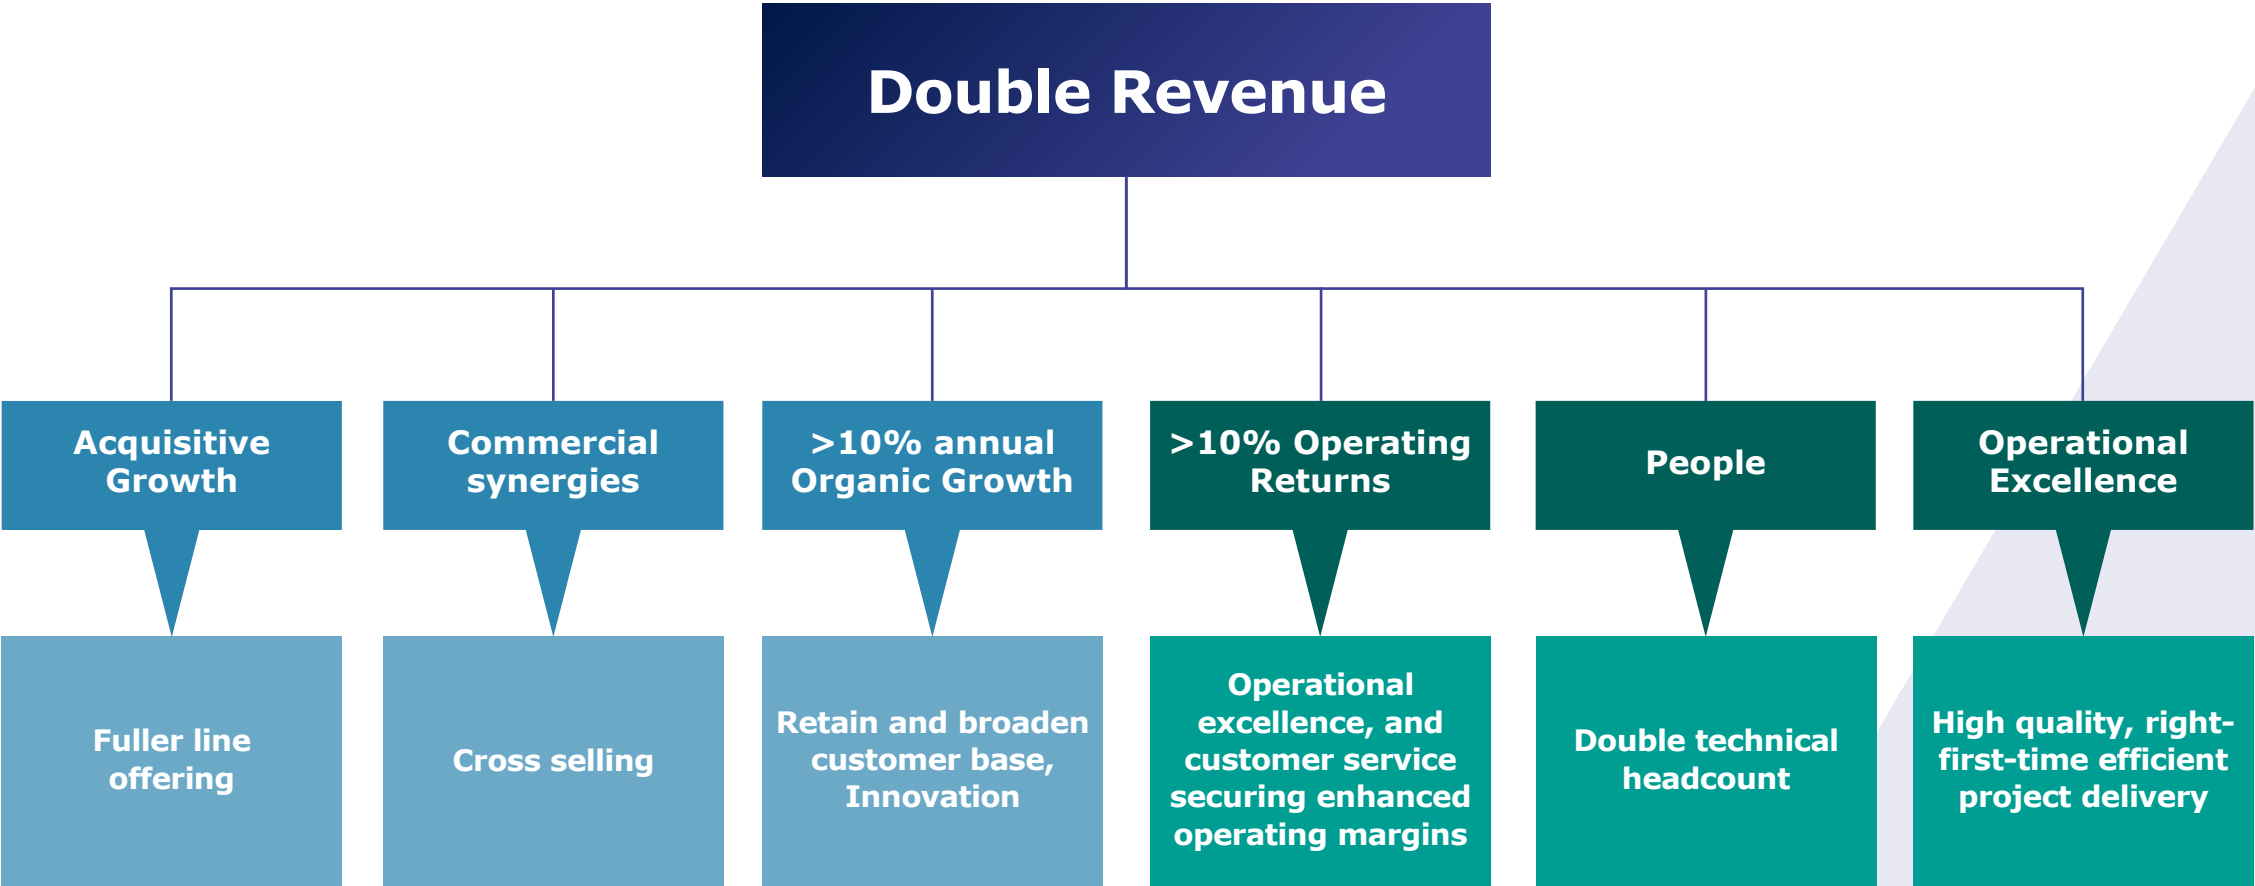 Double Revenue
Acquisitive
Growth
Commercial
synergies
>10% annual
Organic Growth
>10% Operating
Returns
People
Operational
Excellence
Fuller line
offering
Cross selling
Retain and broaden
customer base,
Innovation
Operational
excellence, and
customer service
securing enhanced
operating margins
Double technical
headcount
High quality, right-
first-time efficient
project delivery